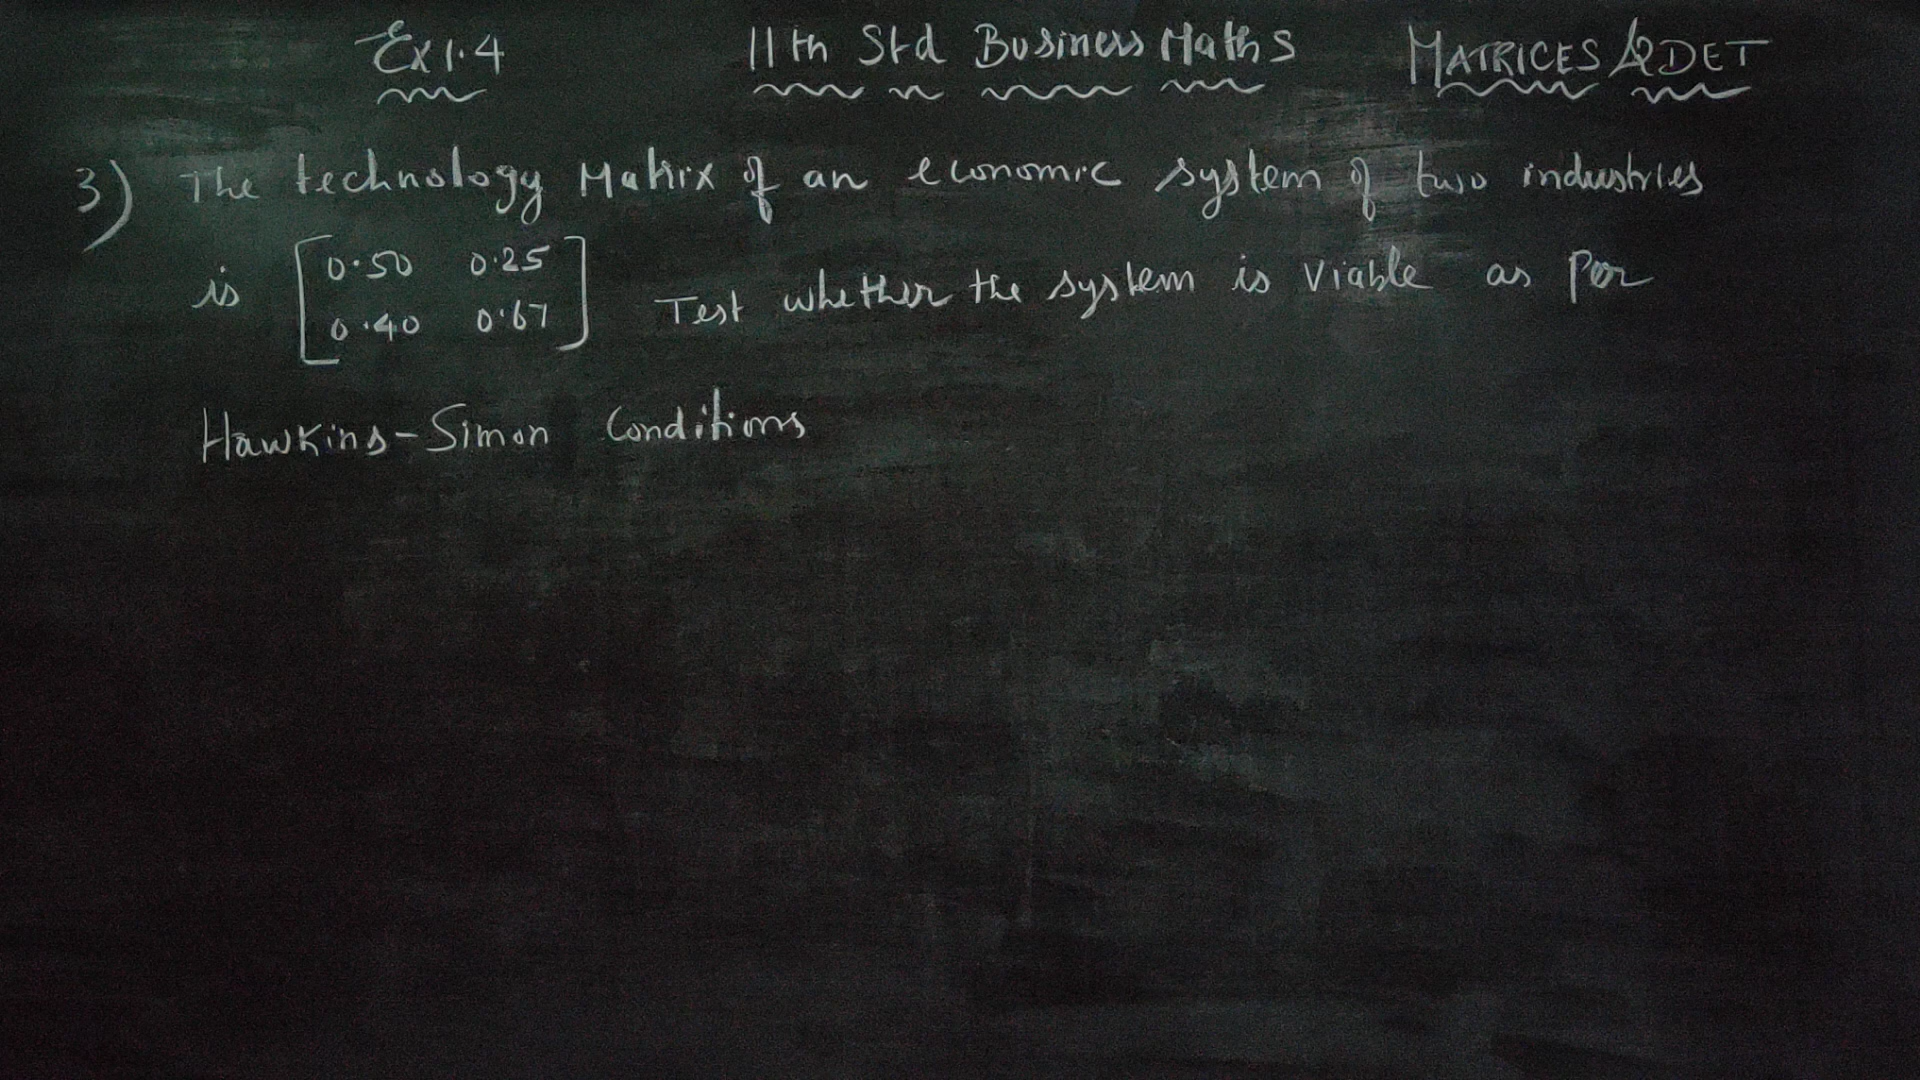 Ex 1.4 11th Std Business Maths MATRICES & DET
3) The technology Matrix of an economic system of two industries
is [0.50 0.25
0.40 0.67] Test whether the system is Viable as per
Hawkins-Simon Conditions